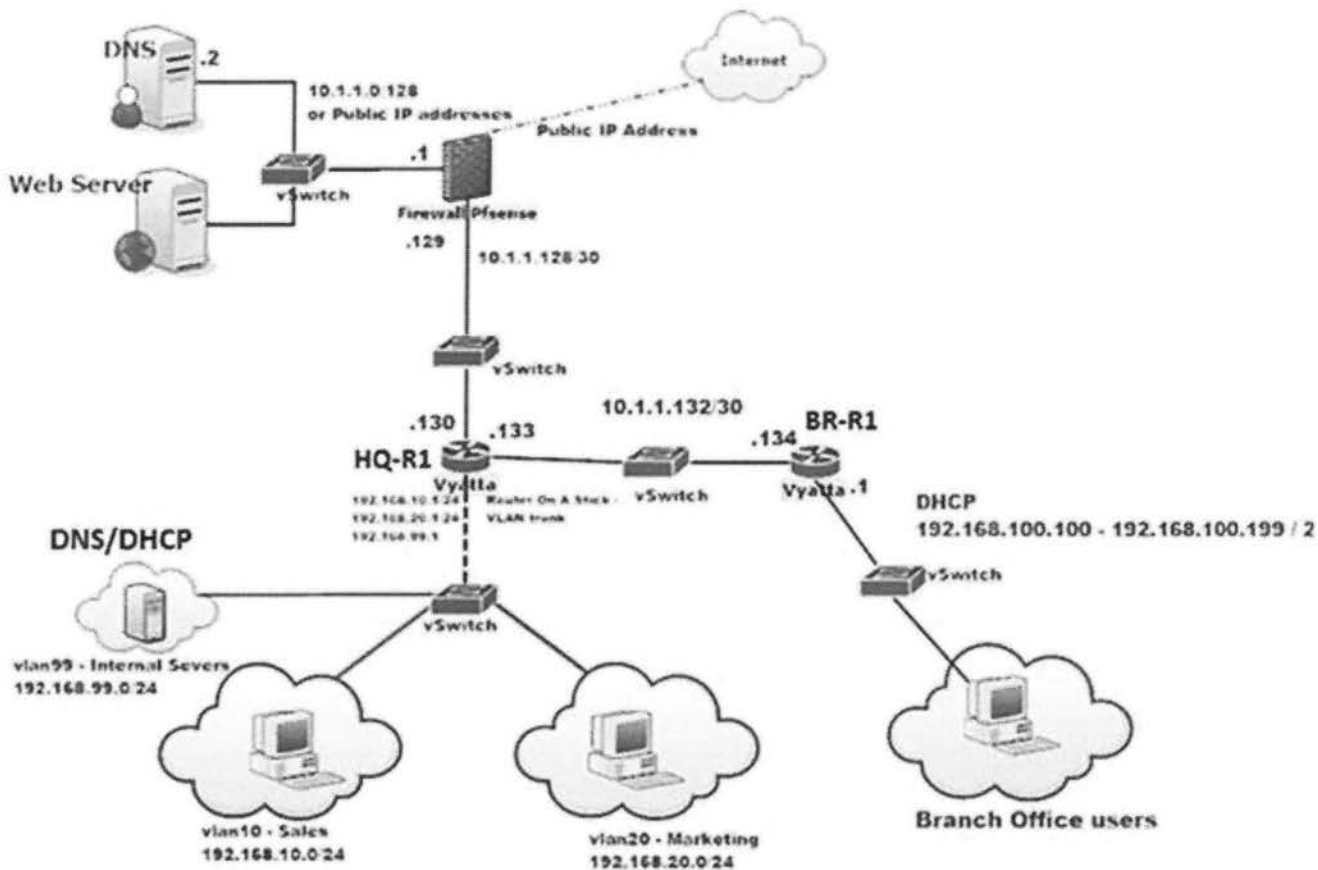 DNS
.2
Internet
10.1.1.0/128
or Public IP addresses
Public IP Address
.1
Web Server
vSwitch
Firewall Pfsense
.129
10.1.1.128/30
vSwitch
10.1.1.132/30
.130
.133
.134
BR-R1
HQ-R1
Vyatta
vSwitch
Vyatta
.1
192.168.10.1/24
Router On A Stick -
192.168.20.1/24
VLAN trunk
192.168.99.1
DHCP
192.168.100.100 - 192.168.100.199 / 2
DNS/DHCP
vSwitch
vSwitch
vlan99 - Internal Severs
192.168.99.0/24
vlan10 - Sales
192.168.10.0/24
vlan20 - Marketing
192.168.20.0/24
Branch Office users